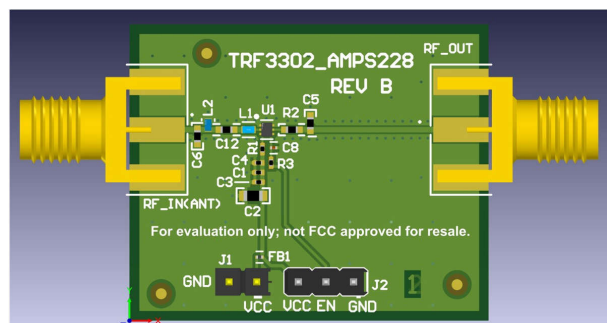 TRF3302_AMPS228
REV B
RF_OUT
L2
L1
U1
R2
C5
C6
C12
R1
C8
C4
R3
C1
C3
C2
RF_IN(ANT)
For evaluation only; not FCC approved for resale.
J1
FB1
GND
J2
VCC
VCC EN GND